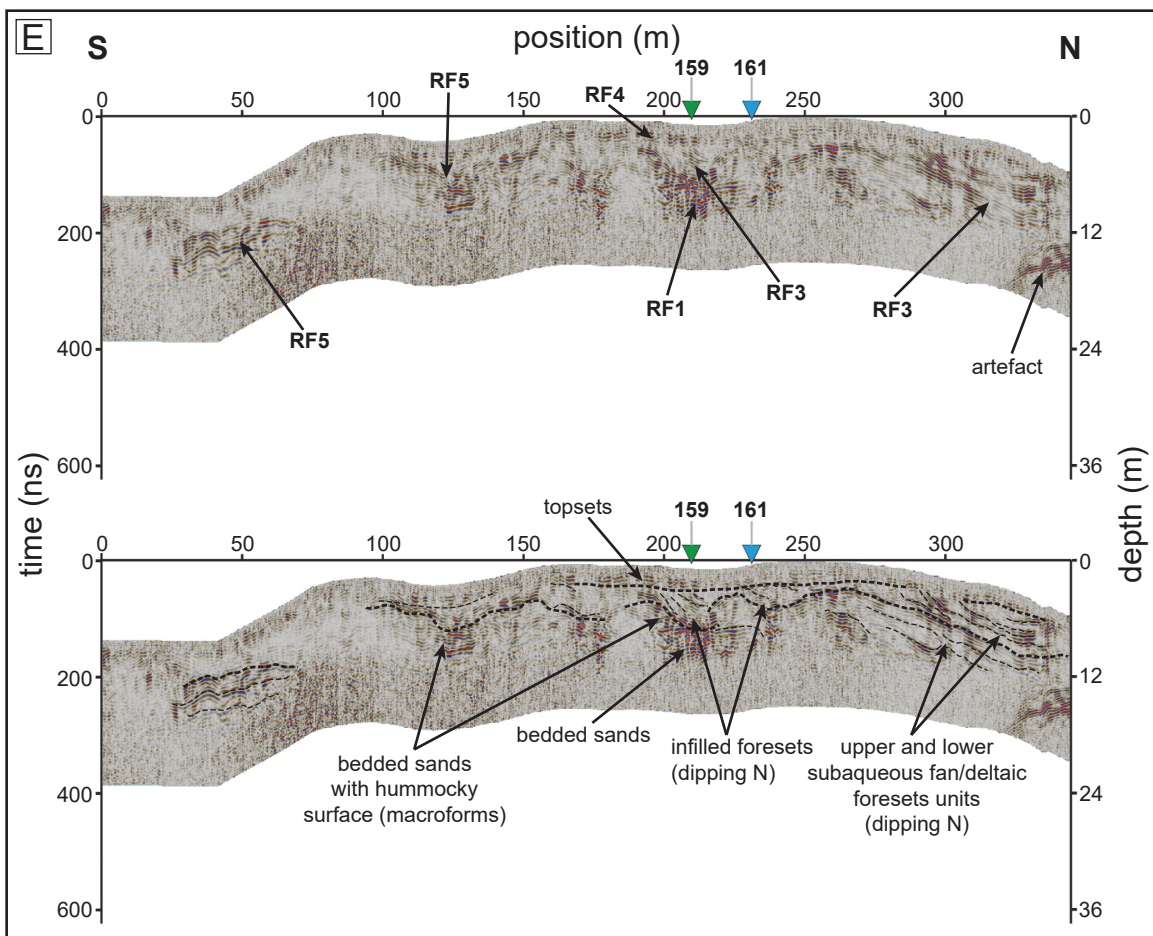 E
S
position (m)
N
159
161
RF5
RF4
0
50
100
150
200
250
300
0
0
200
12
400
24
600
36
RF5
RF1
RF3
RF3
artefact
time (ns)
depth (m)
topsets
159
161
0
50
100
150
200
250
300
0
0
200
12
400
24
600
36
bedded sands
with hummocky
surface (macroforms)
bedded sands
infilled foresets
(dipping N)
upper and lower
subaqueous fan/deltaic
foresets units
(dipping N)